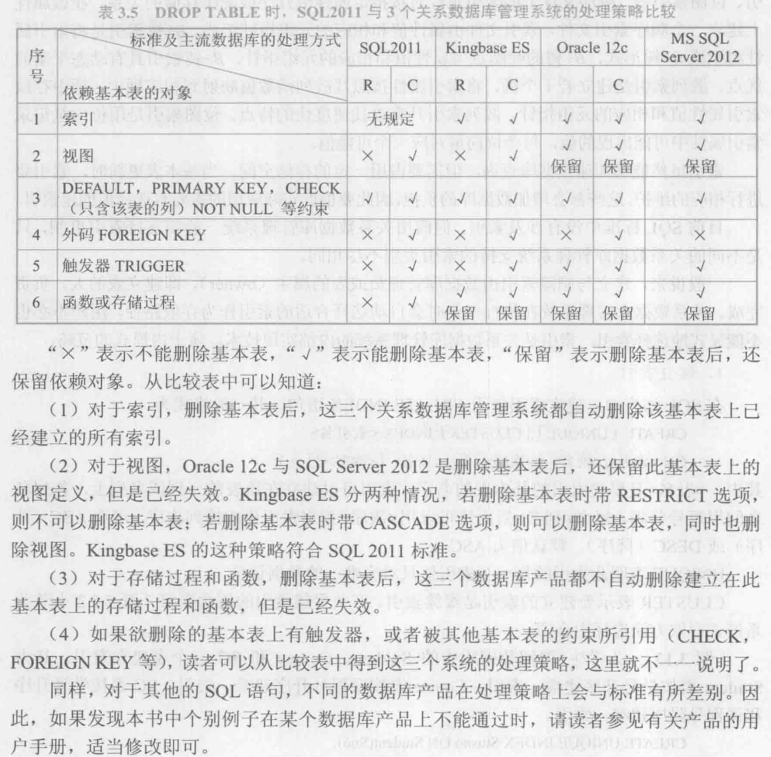 表 3.5 DROP TABLE 时，SQL2011 与 3 个关系数据库管理系统的处理策略比较
序号 标准及主流数据库的处理方式 依赖基本表的对象 SQL2011 Kingbase ES Oracle 12c MS SQL Server 2012
R C R C C
1 索引 无规定 √ √ √ √ √
2 视图 × √ × √ √保留 √保留 √保留
3 DEFAULT，PRIMARY KEY，CHECK（只含该表的列）NOT NULL 等约束 √ √ √ √ √ √ √
4 外码 FOREIGN KEY × √ × √ × √ ×
5 触发器 TRIGGER × √ √ √ √ √ √
6 函数或存储过程 × √ √保留 √保留 √保留 √保留 √保留
“×”表示不能删除基本表，“√”表示能删除基本表，“保留”表示删除基本表后，还
保留依赖对象。从比较表中可以知道：
（1）对于索引，删除基本表后，这三个关系数据库管理系统都自动删除该基本表上已
经建立的所有索引。
（2）对于视图，Oracle 12c 与 SQL Server 2012 是删除基本表后，还保留此基本表上的
视图定义，但是已经失效。Kingbase ES 分两种情况，若删除基本表时带 RESTRICT 选项，
则不可以删除基本表；若删除基本表时带 CASCADE 选项，则可以删除基本表，同时也删
除视图。Kingbase ES 的这种策略符合 SQL 2011 标准。
（3）对于存储过程和函数，删除基本表后，这三个数据库产品都不自动删除建立在此
基本表上的存储过程和函数，但是已经失效。
（4）如果欲删除的基本表上有触发器，或者被其他基本表的约束所引用（CHECK，
FOREIGN KEY 等），读者可以从比较表中得到这三个系统的处理策略，这里就不一一说明了。
同样，对于其他的 SQL 语句，不同的数据库产品在处理策略上会与标准有所差别。因
此，如果发现本书中个别例子在某个数据库产品上不能通过时，请读者参见有关产品的用
户手册，适当修改即可。